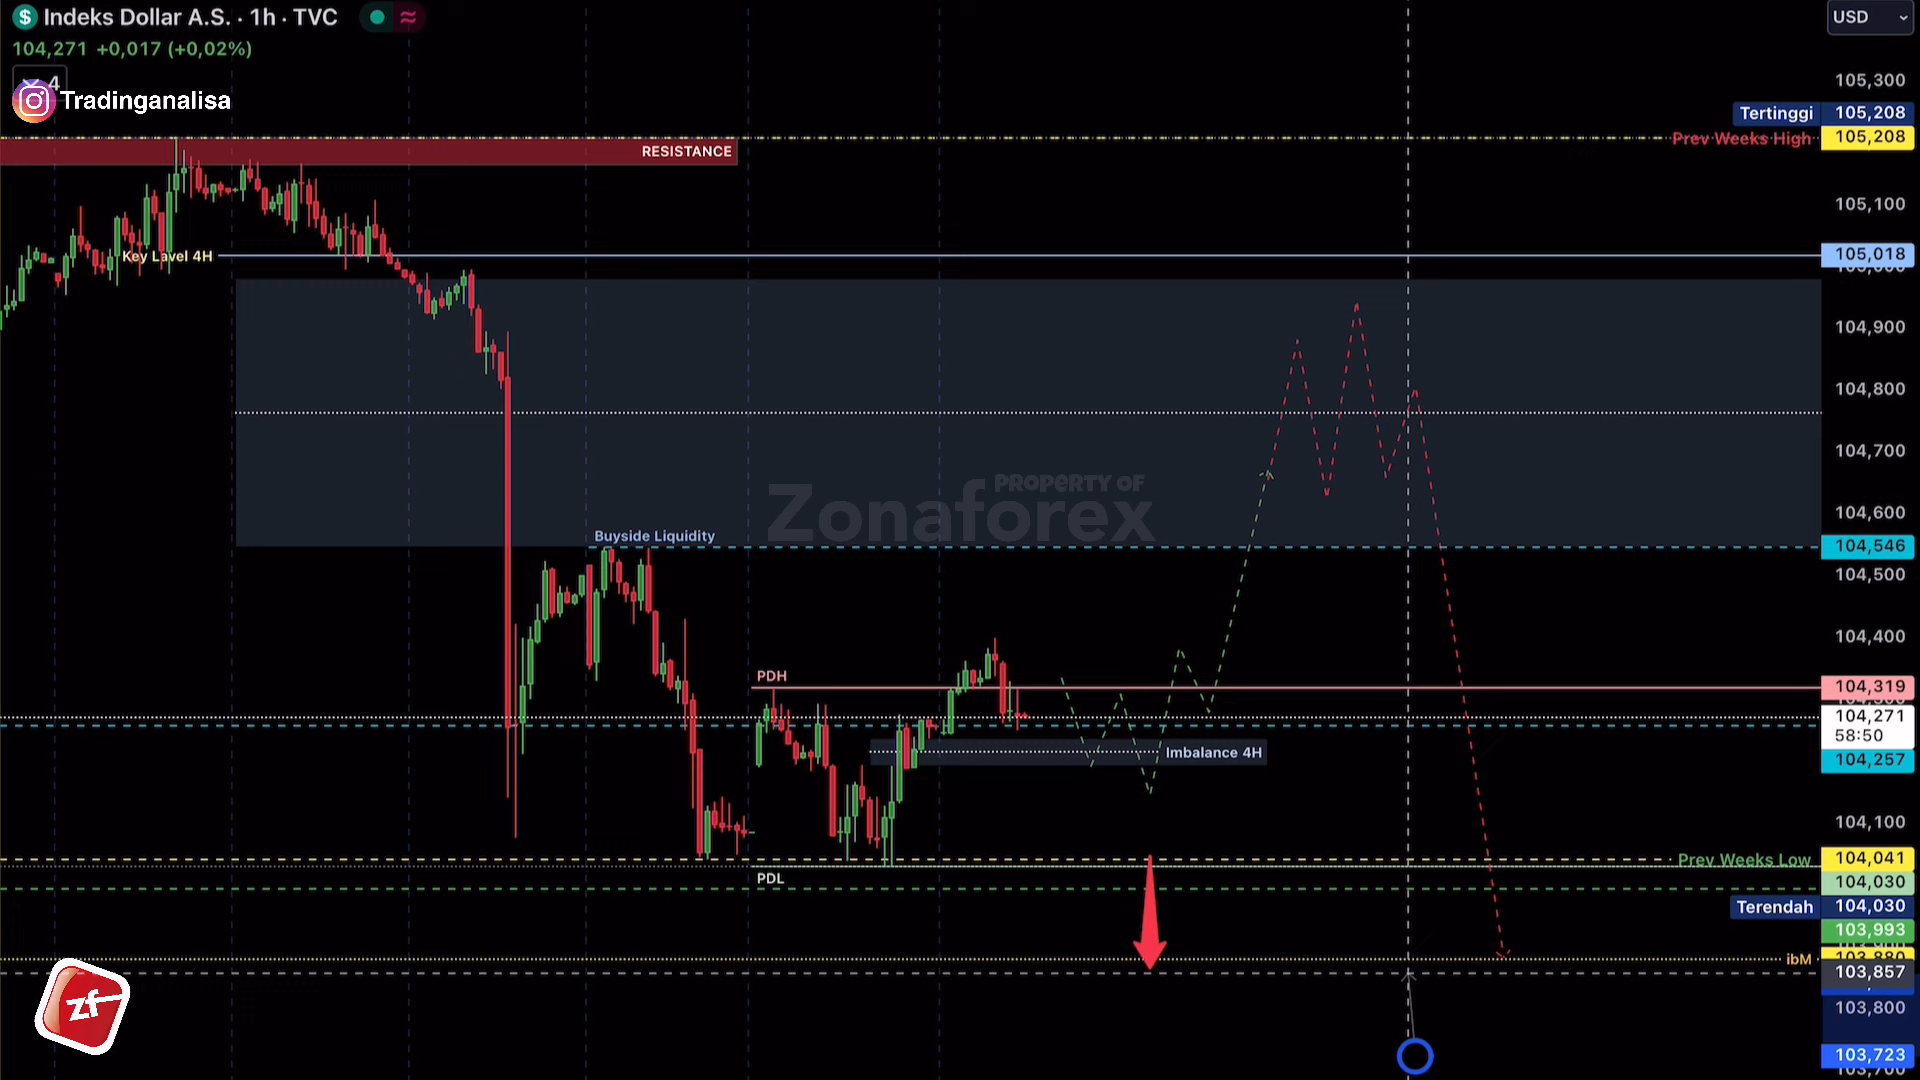 Indeks Dollar A.S. · 1h · TVC
USD
104,271 +0,017 (+0,02%)
4
Tradinganalisa
105,300
Tertinggi 105,208
Prev Weeks High 105,208
RESISTANCE
105,100
Key Lavel 4H
105,018
104,900
104,800
104,700
PROPERTY OF
Zonaforex
104,600
Buyside Liquidity
104,546
104,500
104,400
PDH
104,319
104,271
58:50
Imbalance 4H
104,257
104,100
Prev Weeks Low 104,041
PDL
104,030
Terendah 104,030
103,993
ibM
103,880
103,857
103,800
103,723
zf